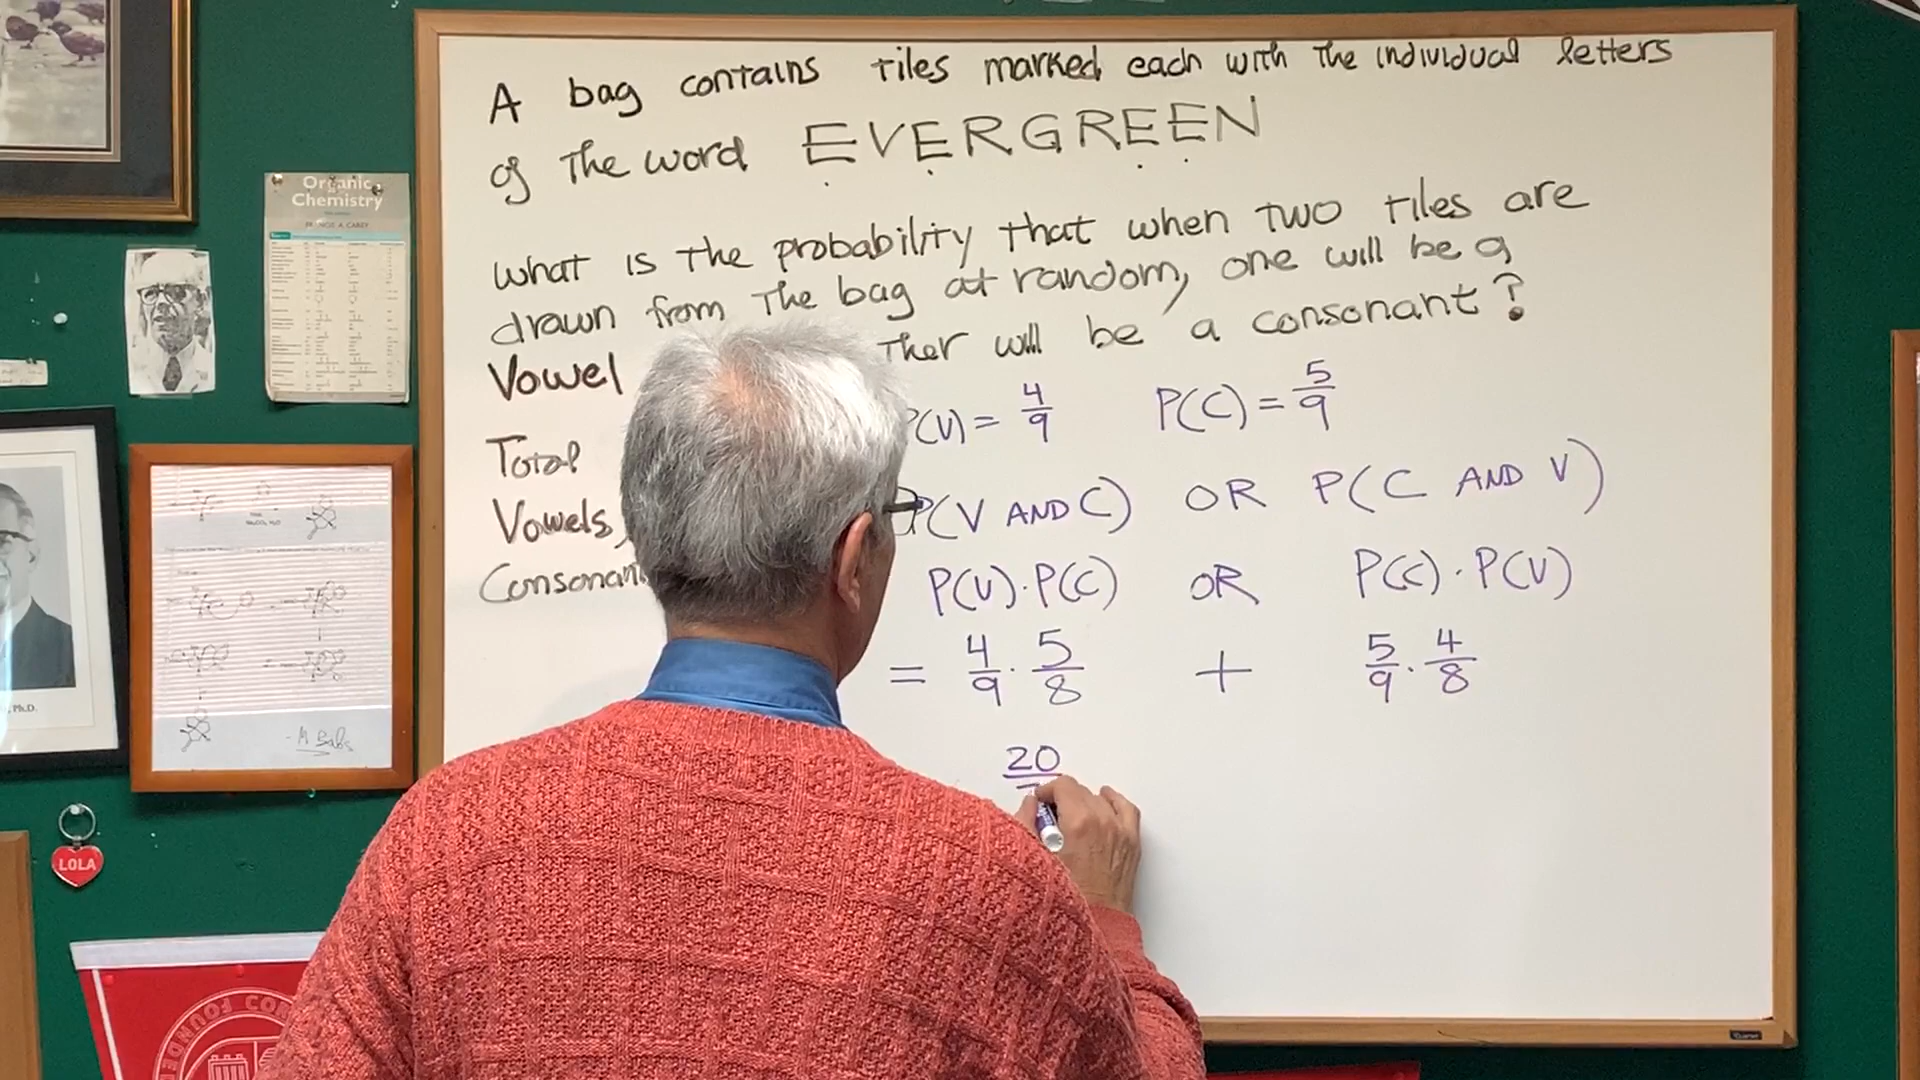 A bag contains tiles marked each with the individual letters
of the word EVERGREEN
what is the probability that when two tiles are
drawn from the bag at random, one will be a
Vowel ther will be a consonant?
P(V) = 4/9 P(C) = 5/9
Total
Vowels,
P(V AND C) OR P(C AND V)
Consonan
P(V)·P(C) OR P(C)·P(V)
= 4/9 · 5/8 + 5/9 · 4/8
20
Organic
Chemistry
FRANCIS A. CAREY
Ph.D.
LOLA